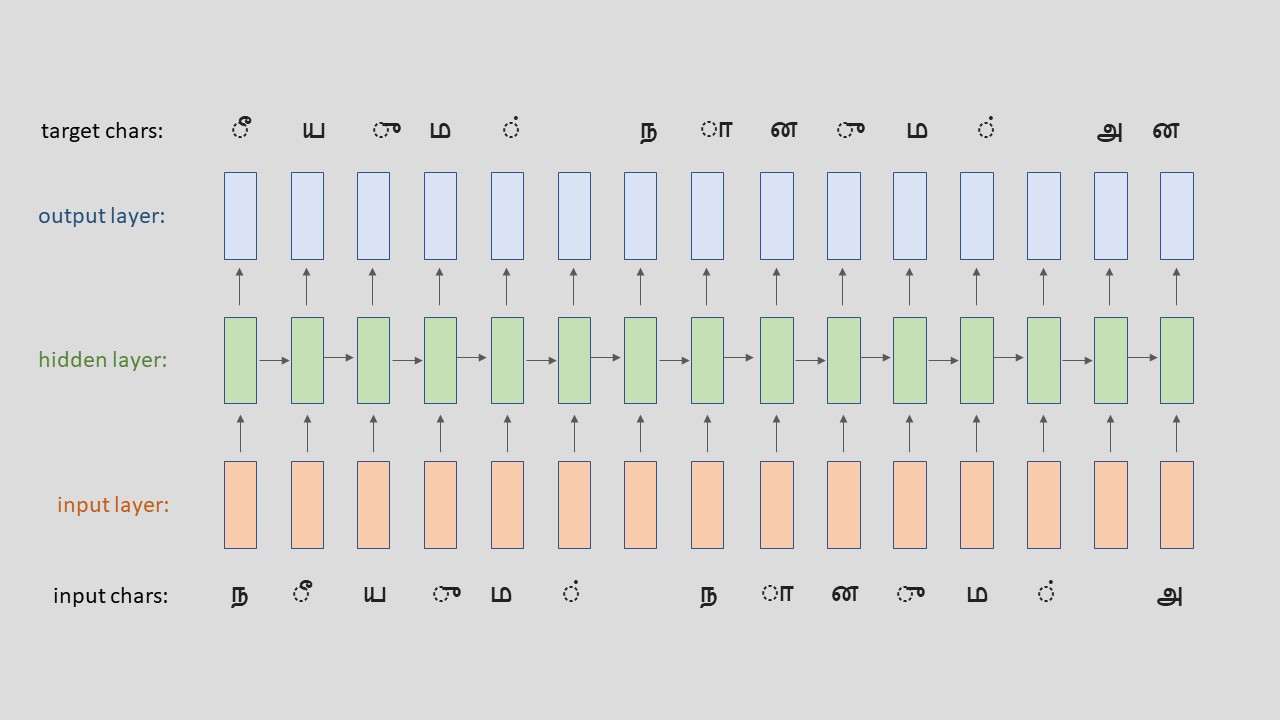 target chars: ீ ய ு ம ் ந ா ன ு ம ் அ ன
output layer:
hidden layer:
input layer:
input chars: ந ீ ய ு ம ் ந ா ன ு ம ் அ